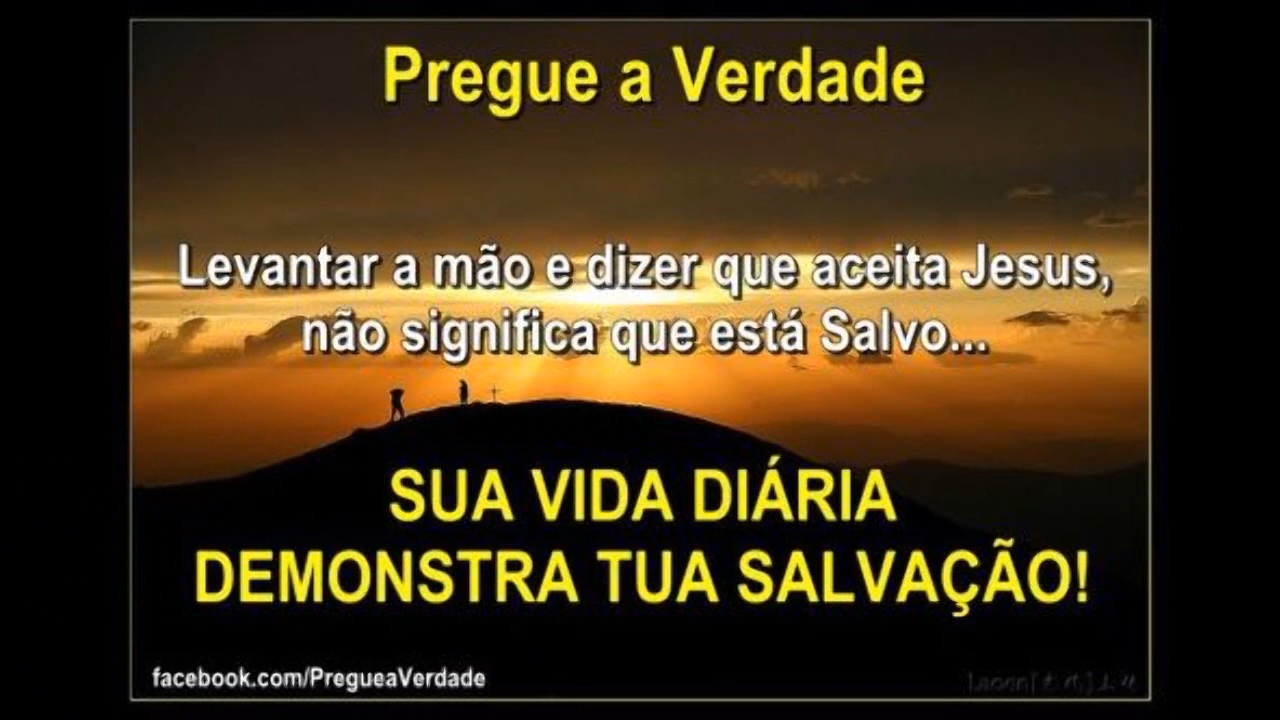 Pregue a Verdade
Levantar a mão e dizer que aceita Jesus,
não significa que está Salvo...
SUA VIDA DIÁRIA
DEMONSTRA TUA SALVAÇÃO!
facebook.com/PregueaVerdade